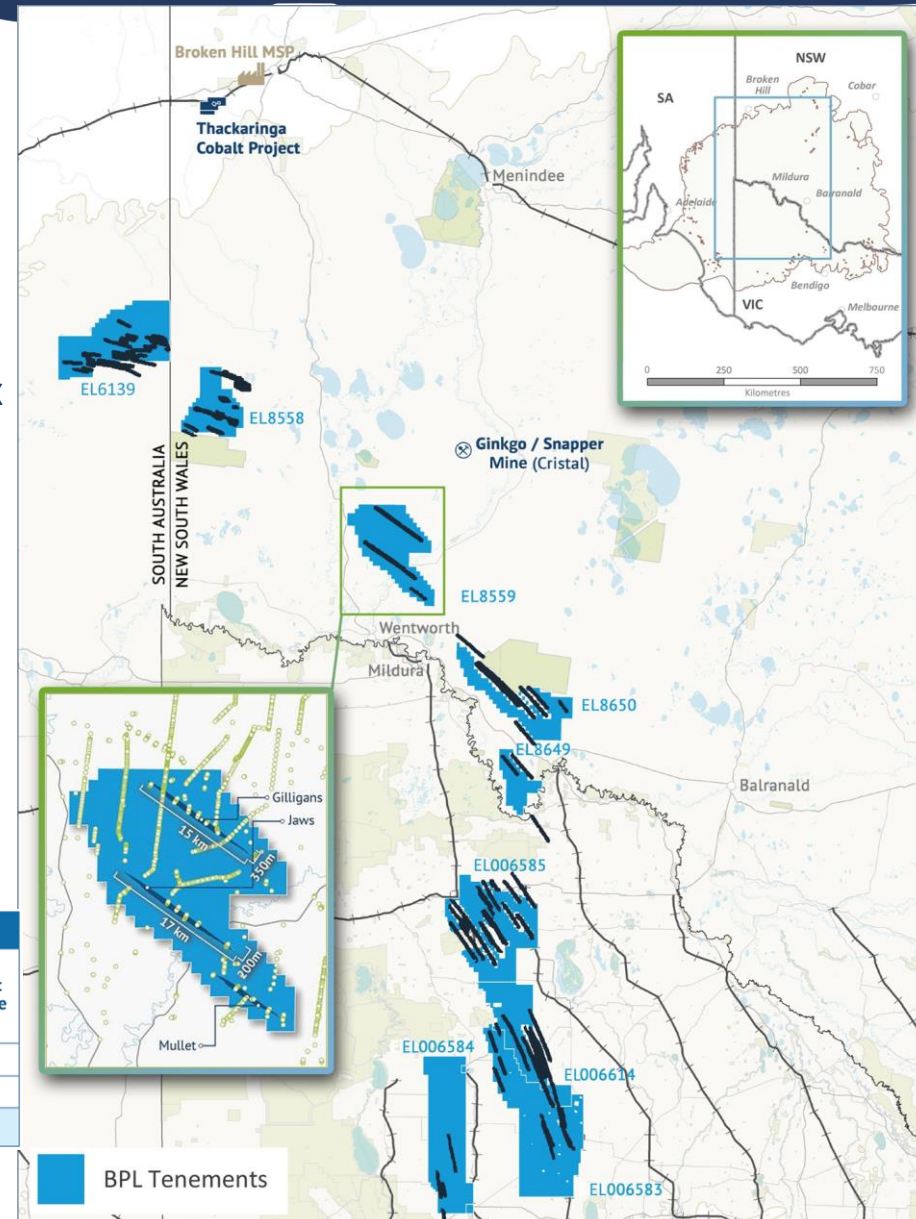 Broken Hill MSP
Thackaringa
Cobalt Project
Menindee
NSW
Broken
Hill
Cobar
SA
Mildura
Balranald
Adelaide
Bendigo
VIC
Melbourne
0 250 500 750
Kilometres
EL6139
EL8558
SOUTH AUSTRALIA
NEW SOUTH WALES
Ginkgo / Snapper
Mine (Cristal)
EL8559
Wentworth
Mildura
EL8650
EL8649
Balranald
Gilligans
Jaws
15 km
350m
17 km
200m
Mullet
EL006585
EL006584
EL006614
EL006583
BPL Tenements